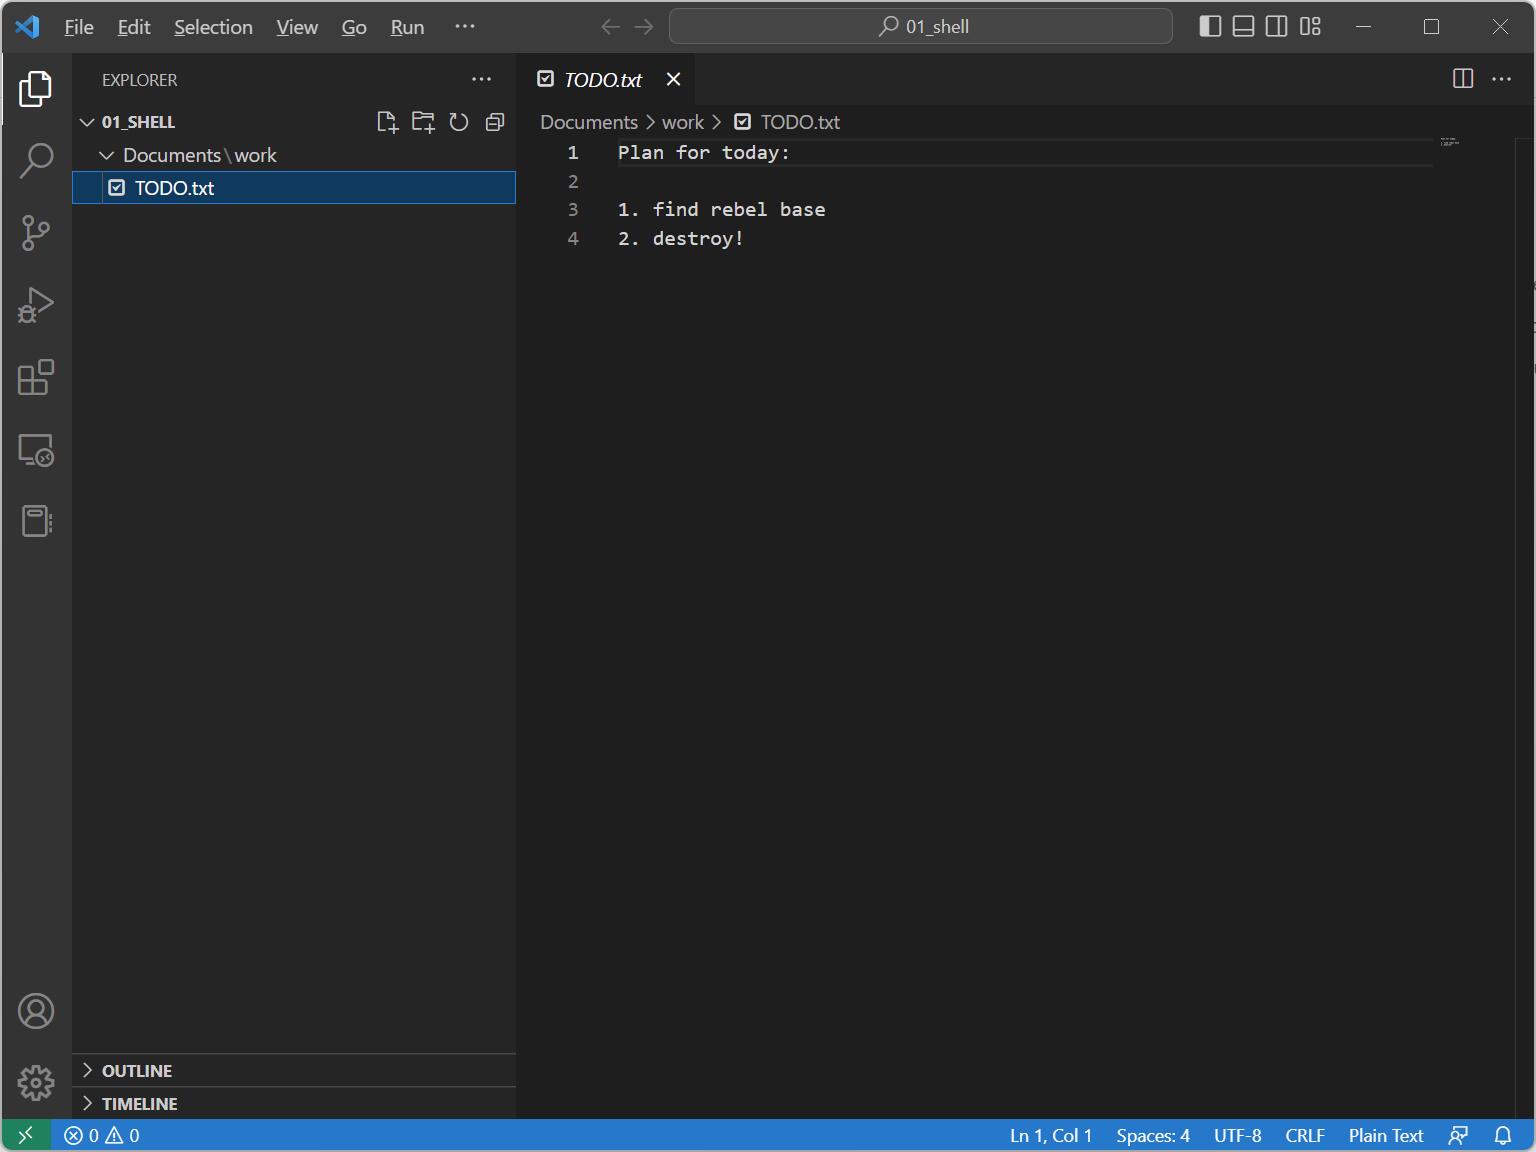 File Edit Selection View Go Run ···
01_shell
EXPLORER
01_SHELL
Documents\work
TODO.txt
OUTLINE
TIMELINE
TODO.txt
Documents > work > TODO.txt
1 Plan for today:
2
3 1. find rebel base
4 2. destroy!
0 0 Ln 1, Col 1 Spaces: 4 UTF-8 CRLF Plain Text